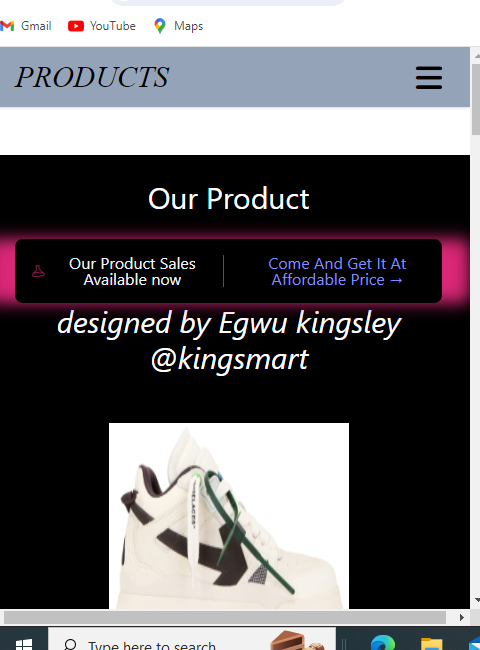 Gmail YouTube Maps
PRODUCTS
Our Product
Our Product Sales
Available now
Come And Get It At
Affordable Price →
designed by Egwu kingsley
@kingsmart
Type here to search